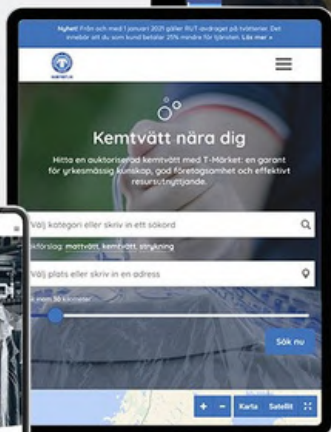 Nyhet! Från och med 1 januari 2021 gäller RUT-avdraget på tvätterier. Det
innebär att du som kund betalar 25% mindre för tjänsten. Läs mer »
Kemtvätt nära dig
Hitta en auktoriserad kemtvätt med T-Märket: en garant
för yrkesmässig kunskap, god företagsamhet och effektivt
resursutnyttjande.
Välj kategori eller skriv in ett sökord
mattvätt, kemtvätt, strykning
Välj plats eller skriv in en adress
inom 30 kilometer
Sök nu
+ - Karta Satellit